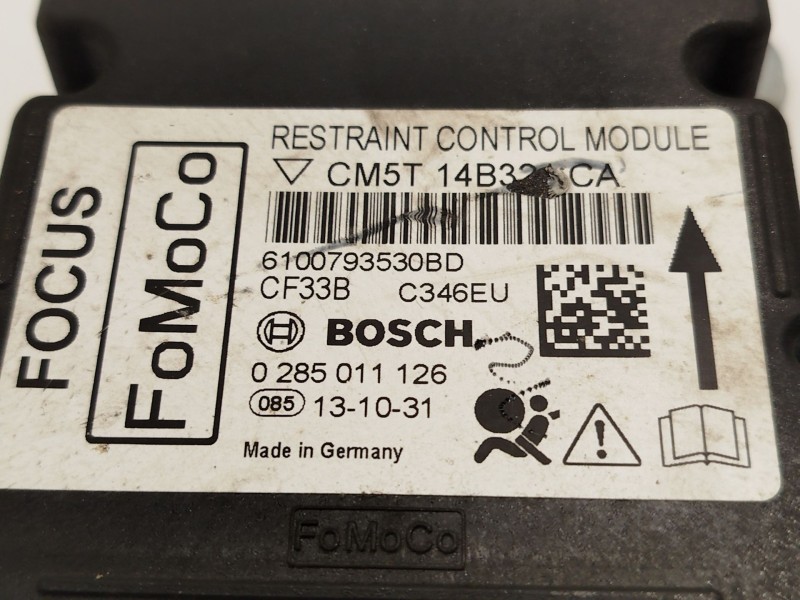 RESTRAINT CONTROL MODULE
CM5T CA
6100793530BD
CF33B C346EU
BOSCH
0 285 011 126
085 13-10-31
Made in Germany
FOCUS
FoMoCo
FoMoCo